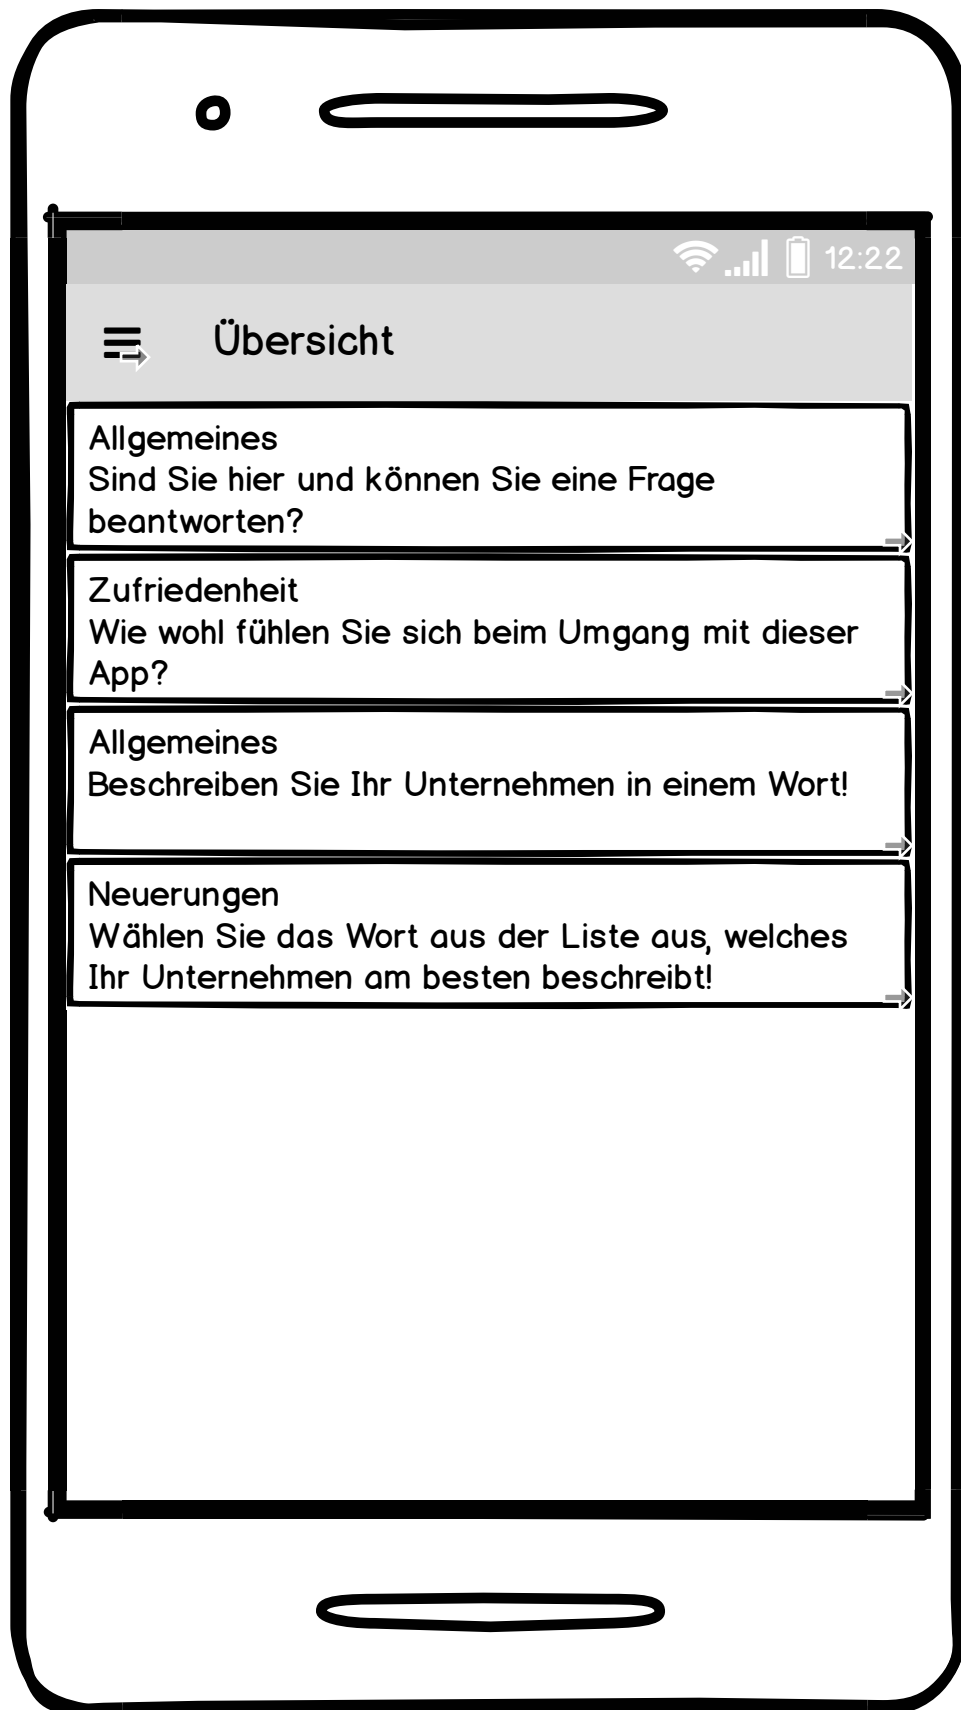 12:22
Übersicht
Allgemeines
Sind Sie hier und können Sie eine Frage
beantworten?
Zufriedenheit
Wie wohl fühlen Sie sich beim Umgang mit dieser
App?
Allgemeines
Beschreiben Sie Ihr Unternehmen in einem Wort!
Neuerungen
Wählen Sie das Wort aus der Liste aus, welches
Ihr Unternehmen am besten beschreibt!